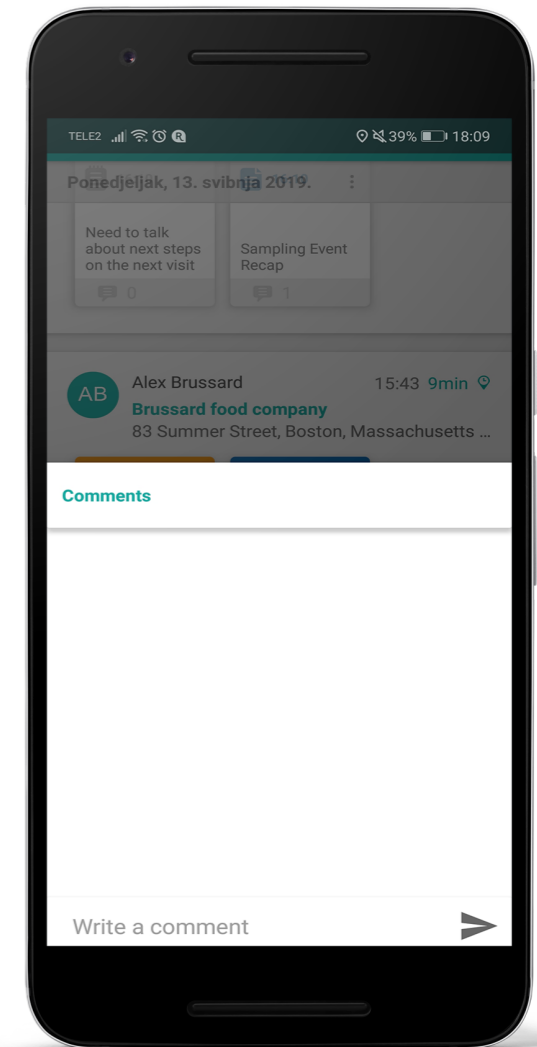 TELE2 R 39% 18:09
Ponedjeljak, 13. svibnja 2019.
Need to talk
about next steps
on the next visit
0
Sampling Event
Recap
1
AB
Alex Brussard 15:43 9min
Brussard food company
83 Summer Street, Boston, Massachusetts ...
Comments
Write a comment